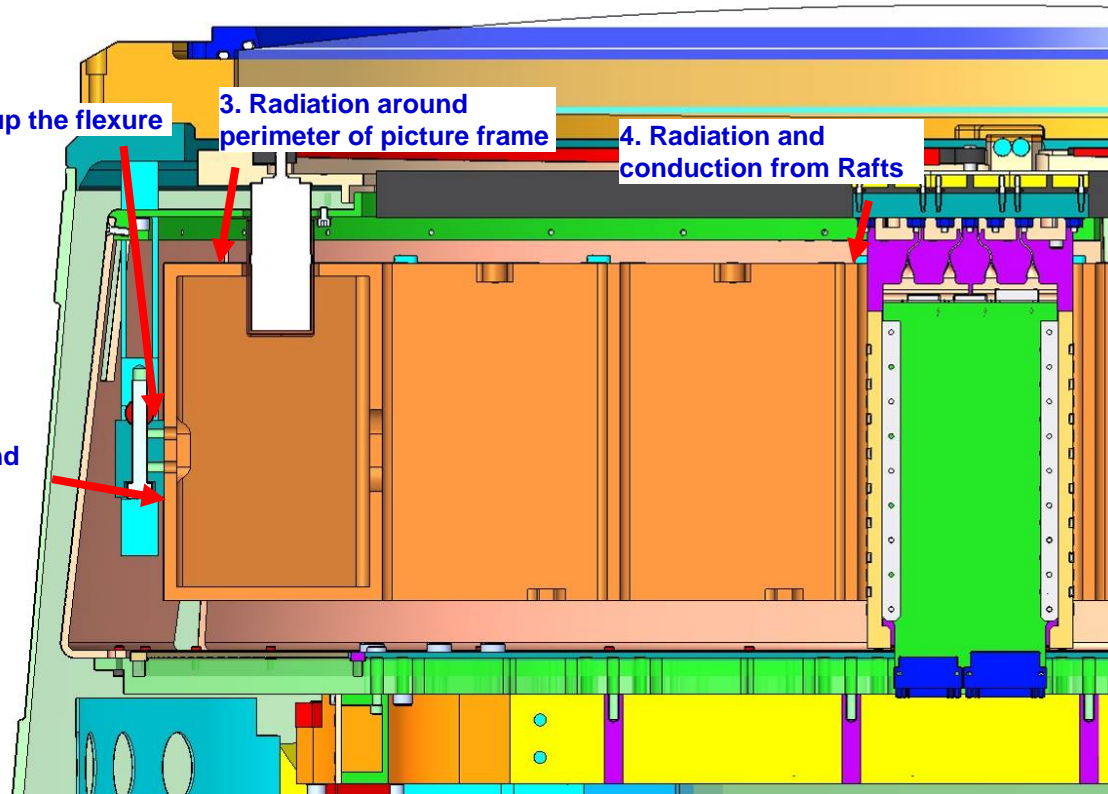 up the flexure
3. Radiation around
perimeter of picture frame
4. Radiation and
conduction from Rafts
nd